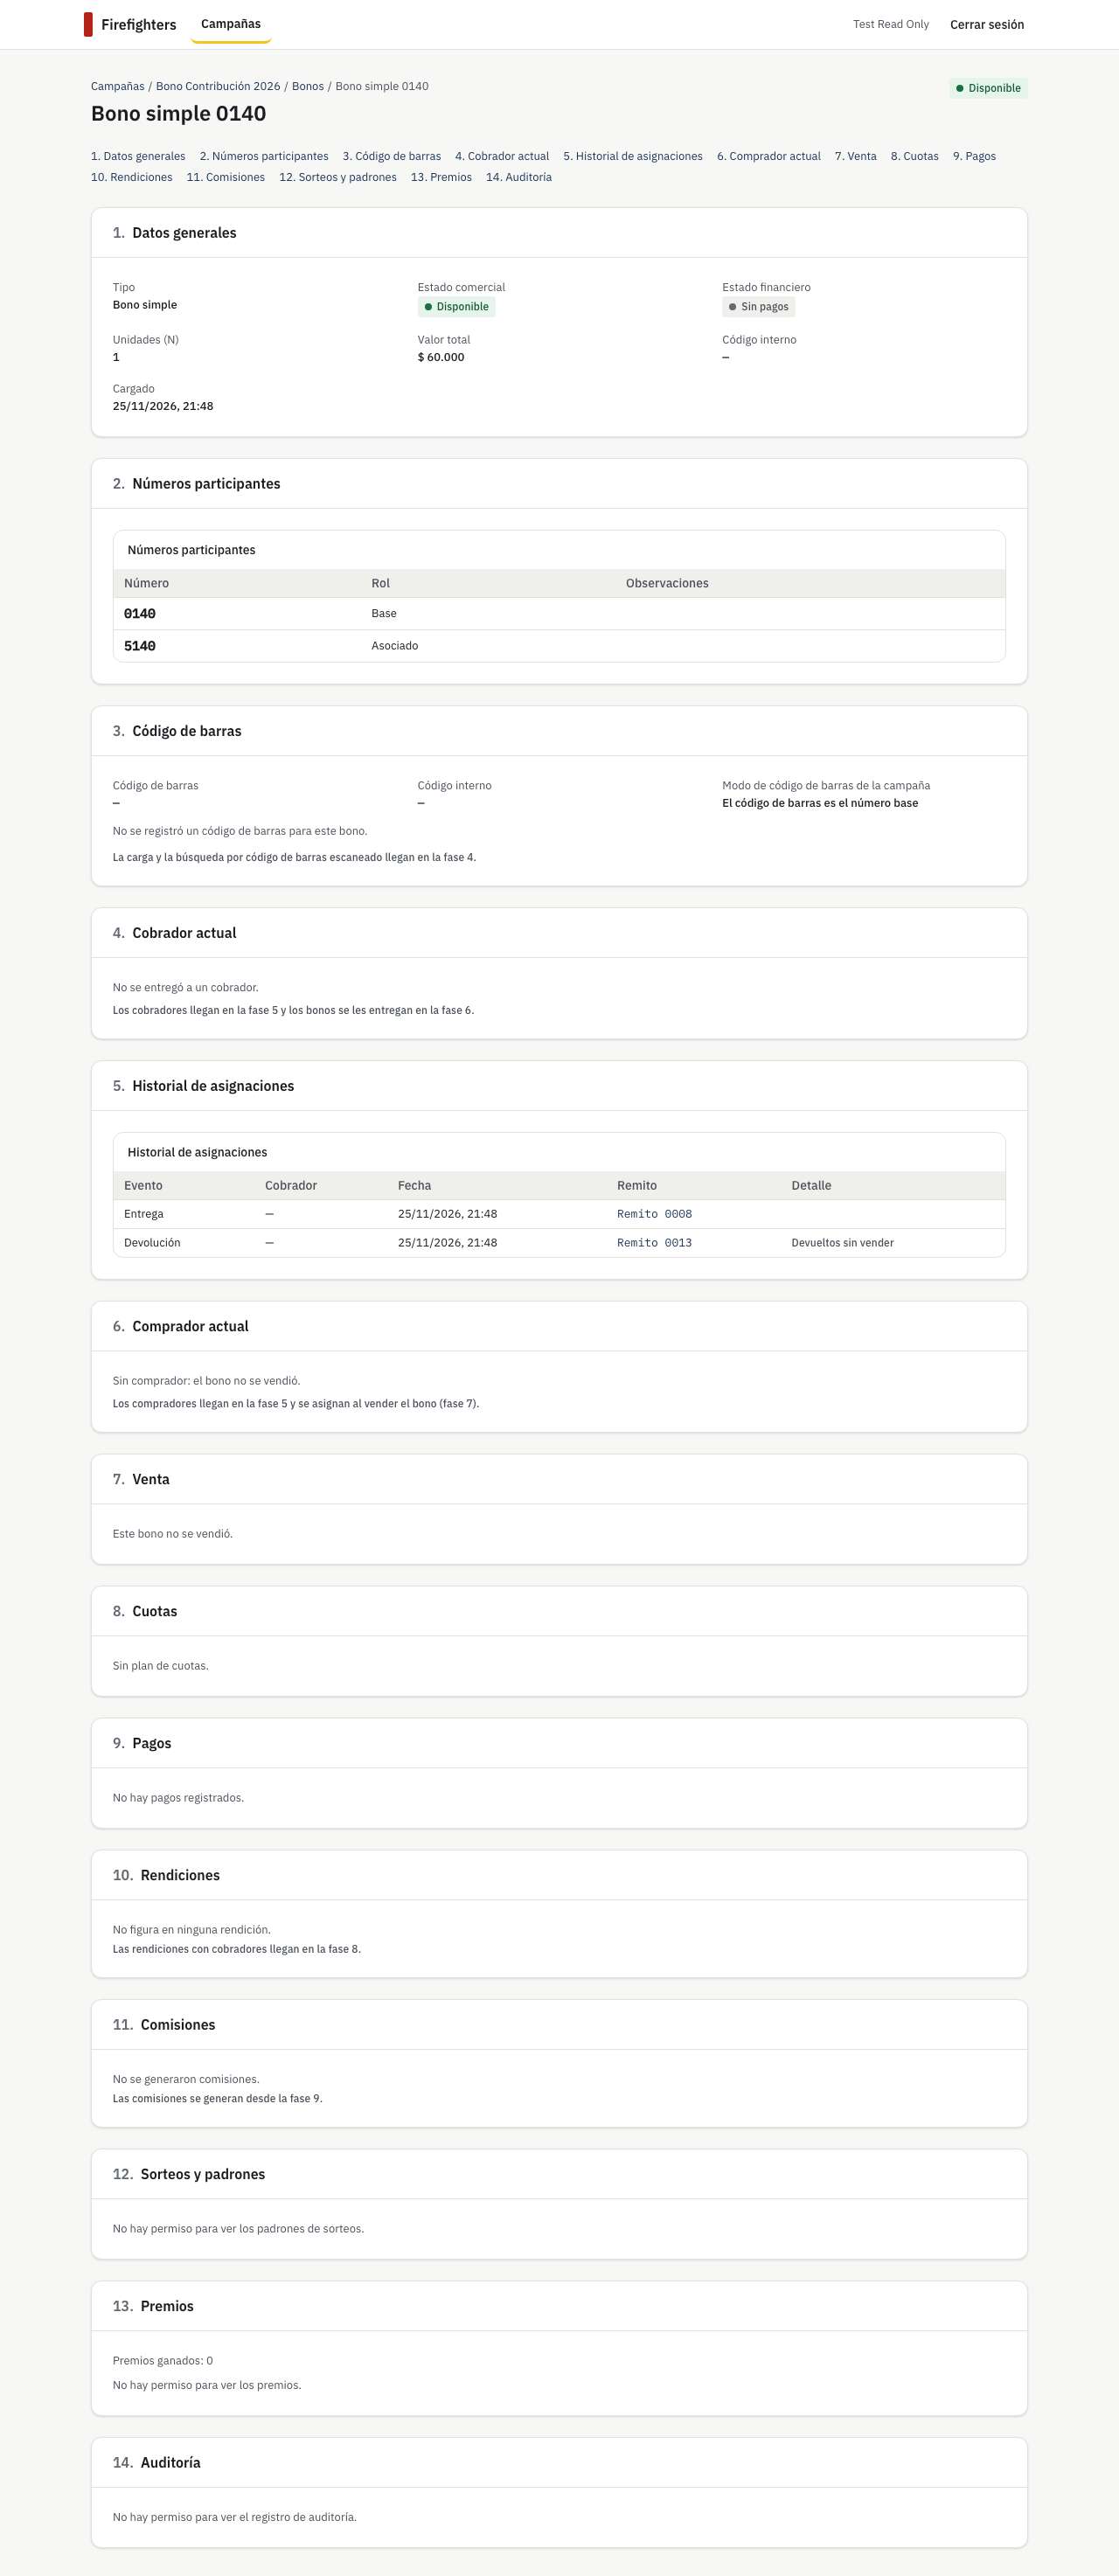 Firefighters Campañas Test Read Only Cerrar sesión
Campañas / Bono Contribución 2026 / Bonos / Bono simple 0140 Disponible
Bono simple 0140
1. Datos generales 2. Números participantes 3. Código de barras 4. Cobrador actual 5. Historial de asignaciones 6. Comprador actual 7. Venta 8. Cuotas 9. Pagos
10. Rendiciones 11. Comisiones 12. Sorteos y padrones 13. Premios 14. Auditoría
1. Datos generales
Tipo Estado comercial Estado financiero
Bono simple Disponible Sin pagos
Unidades (N) Valor total Código interno
1 $ 60.000 —
Cargado
25/11/2026, 21:48
2. Números participantes
Números participantes
Número Rol Observaciones
0140 Base
5140 Asociado
3. Código de barras
Código de barras Código interno Modo de código de barras de la campaña
— — El código de barras es el número base
No se registró un código de barras para este bono.
La carga y la búsqueda por código de barras escaneado llegan en la fase 4.
4. Cobrador actual
No se entregó a un cobrador.
Los cobradores llegan en la fase 5 y los bonos se les entregan en la fase 6.
5. Historial de asignaciones
Historial de asignaciones
Evento Cobrador Fecha Remito Detalle
Entrega — 25/11/2026, 21:48 Remito 0008
Devolución — 25/11/2026, 21:48 Remito 0013 Devueltos sin vender
6. Comprador actual
Sin comprador: el bono no se vendió.
Los compradores llegan en la fase 5 y se asignan al vender el bono (fase 7).
7. Venta
Este bono no se vendió.
8. Cuotas
Sin plan de cuotas.
9. Pagos
No hay pagos registrados.
10. Rendiciones
No figura en ninguna rendición.
Las rendiciones con cobradores llegan en la fase 8.
11. Comisiones
No se generaron comisiones.
Las comisiones se generan desde la fase 9.
12. Sorteos y padrones
No hay permiso para ver los padrones de sorteos.
13. Premios
Premios ganados: 0
No hay permiso para ver los premios.
14. Auditoría
No hay permiso para ver el registro de auditoría.